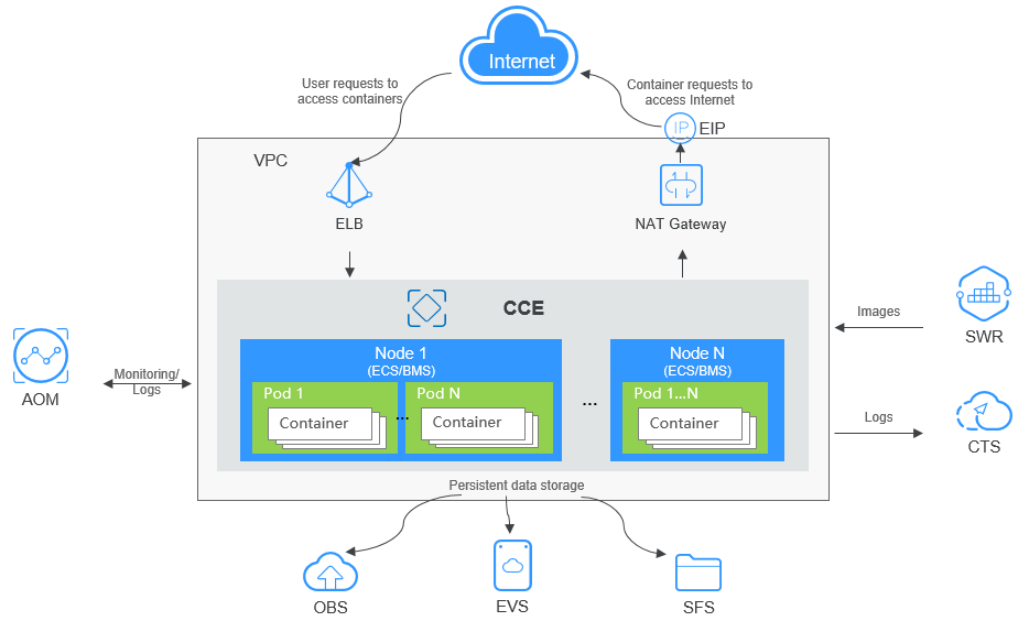 Internet
User requests to
access containers
Container requests to
access Internet
IP
EIP
VPC
ELB
NAT Gateway
CCE
Node 1
(ECS/BMS)
Pod 1
Container
...
Pod N
Container
...
Node N
(ECS/BMS)
Pod 1...N
Container
Monitoring/
Logs
AOM
Images
SWR
Logs
CTS
Persistent data storage
OBS
EVS
SFS